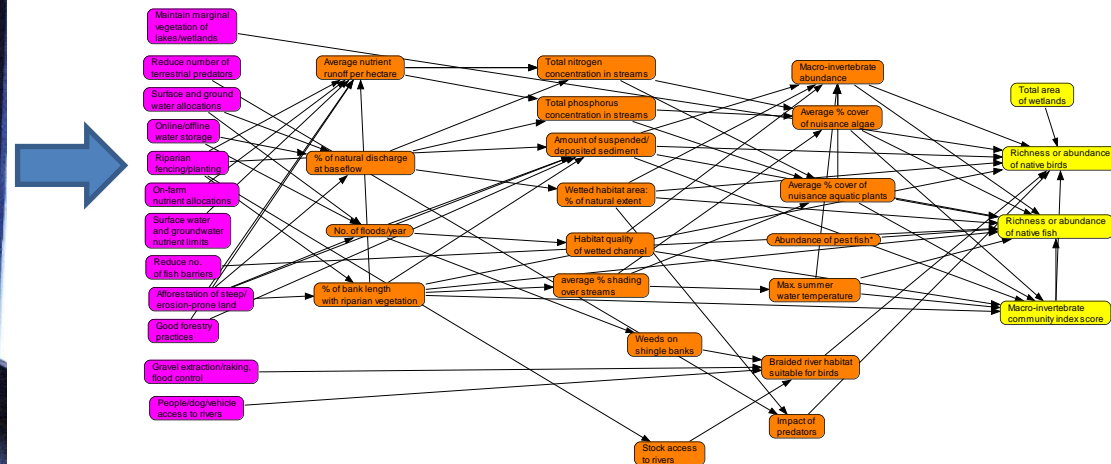 Maintain marginal
vegetation of
lakes/wetlands
Reduce number of
terrestrial predators
Surface and ground
water allocations
Online/offline
water storage
Riparian
fencing/planting
On-farm
nutrient allocations
Surface water
and groundwater
nutrient limits
Reduce no.
of fish barriers
Afforestation of steep/
erosion-prone land
Good forestry
practices
Gravel extraction/raking,
flood control
People/dog/vehicle
access to rivers
Average nutrient
runoff per hectare
% of natural discharge
at baseflow
No. of floods/year
% of bank length
with riparian vegetation
Total nitrogen
concentration in streams
Total phosphorus
concentration in streams
Amount of suspended/
deposited sediment
Wetted habitat area:
% of natural extent
Habitat quality
of wetted channel
average % shading
over streams
Weeds on
shingle banks
Stock access
to rivers
Macro-invertebrate
abundance
Average % cover
of nuisance algae
Average % cover of
nuisance aquatic plants
Abundance of pest fish*
Max. summer
water temperature
Braided river habitat
suitable for birds
Impact of
predators
Total area
of wetlands
Richness or abundance
of native birds
Richness or abundance
of native fish
Macro-invertebrate
community index score